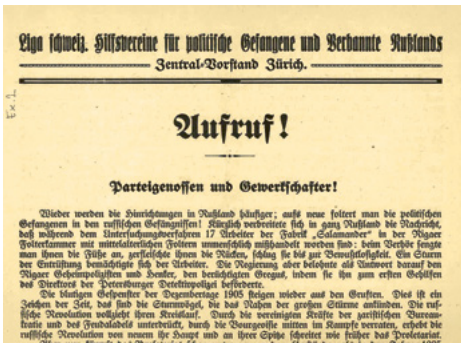 Liga schweiz. Hilfsvereine für politische Gefangene und Verbannte Rußlands
Zentral-Vorstand Zürich.
Ex. 2
Aufruf!
Parteigenossen und Gewerkschafter!
Wieder werden die Hinrichtungen in Rußland häufiger; aufs neue foltert man die politischen
Gefangenen in den russischen Gefängnissen! Kürzlich verbreitete sich in ganz Rußland die Nachricht,
daß während dem Untersuchungsverfahren 17 Arbeiter der Fabrik „Salamander" in der Rigaer
Folterkammer mit mittelalterlichen Foltern unmenschlich mißhandelt worden sind: beim Verhör sengte
man ihnen die Füße an, zerfleischte ihnen die Rücken, schlug sie bis zur Bewußtlosigkeit. Ein Sturm
der Entrüstung bemächtigte sich der Arbeiter. Die Regierung aber belohnte als Antwort darauf den
Rigaer Geheimpolizisten und Henker, den berüchtigten Gregus, indem sie ihn zum ersten Gehilfen
des Direktors der Petersburger Detektivpolizei beförderte.
Die blutigen Gespenster der Dezembertage 1905 steigen wieder aus den Gruften. Dies ist ein
Zeichen der Zeit, das sind die Sturmvögel, die das Nahen der großen Stürme ankünden. Die rus-
sische Revolution vollzieht ihren Kreislauf. Durch die vereinigten Kräfte der zaristischen Bureau-
kratie und des Feudaladels unterdrückt, durch die Bourgeoisie mitten im Kampfe verraten, erhebt die
russische Revolution von neuem ihr Haupt und an ihrer Spitze schreitet wie früher das Proletariat.